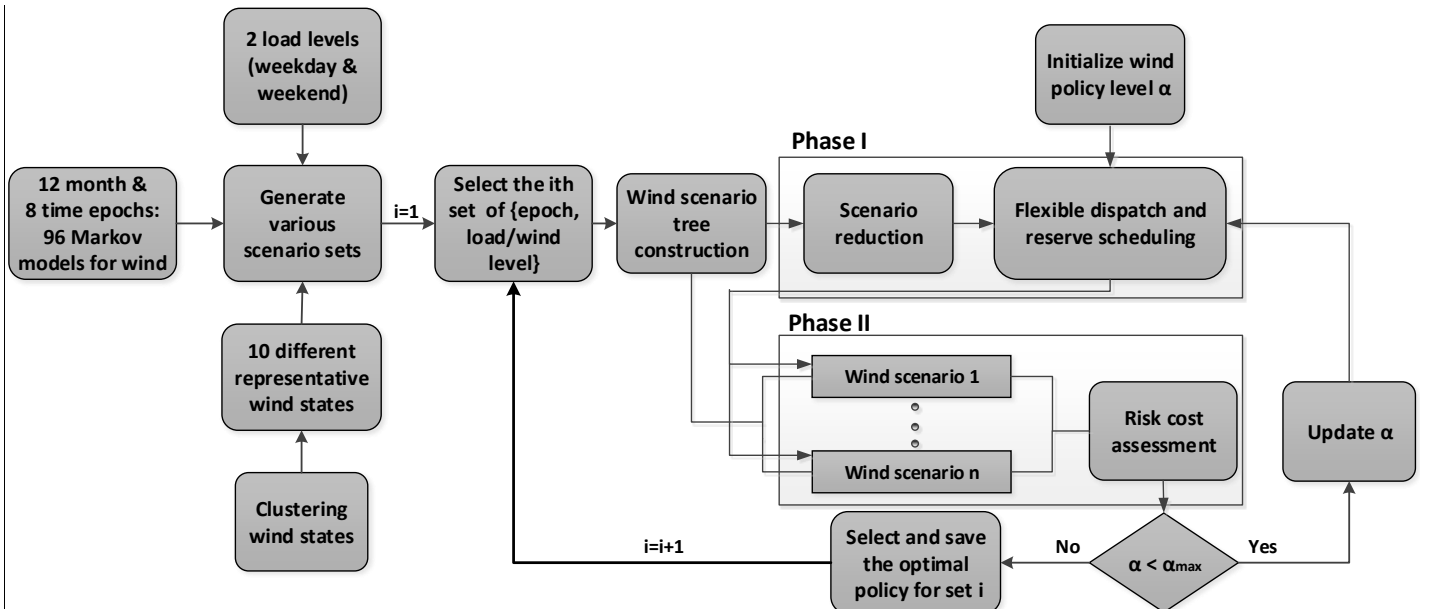 2 load levels
(weekday &
weekend)
Initialize wind
policy level α
Phase I
12 month &
8 time epochs:
96 Markov
models for wind
Generate
various
scenario sets
i=1
Select the ith
set of {epoch,
load/wind
level}
Wind scenario
tree
construction
Scenario
reduction
Flexible dispatch and
reserve scheduling
Phase II
10 different
representative
wind states
Wind scenario 1
Wind scenario n
Risk cost
assessment
Update α
Clustering
wind states
i=i+1
Select and save
the optimal
policy for set i
No
α < αmax
Yes